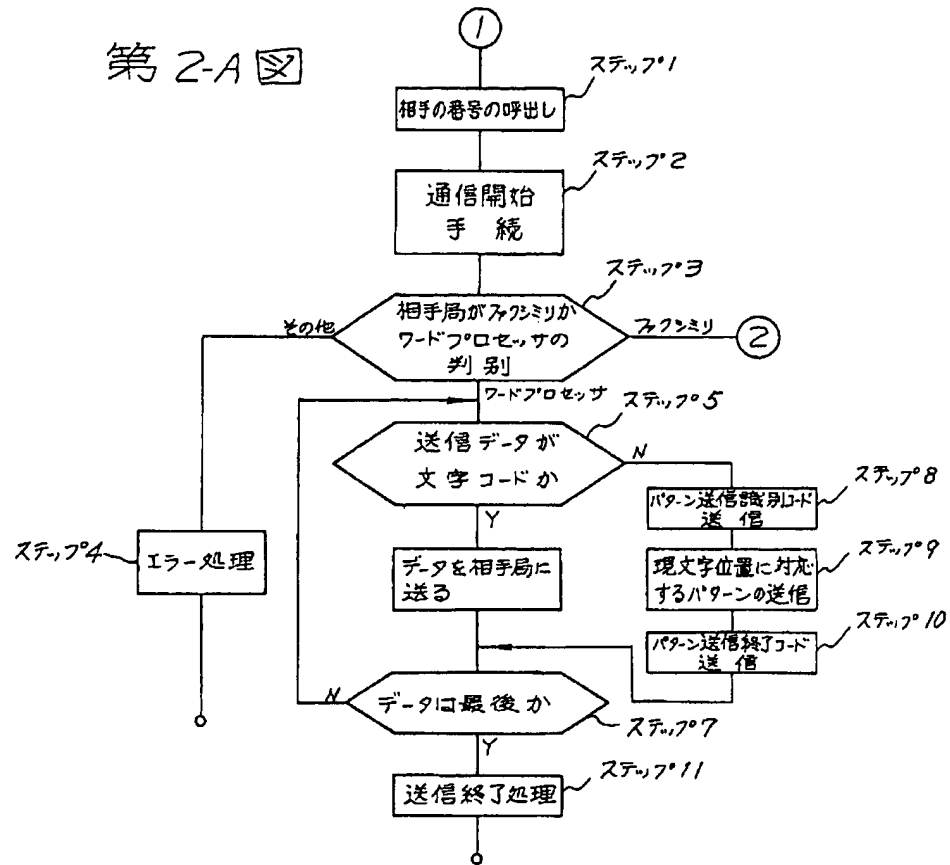 第2-A図
①
ステップ1
相手の番号の呼出し
ステップ2
通信開始
手続
ステップ3
相手局がファクシミリか
ワードプロセッサの
判別
その他
ファクシミリ
②
ワードプロセッサ
ステップ5
送信データが
文字コードか
N
Y
ステップ8
パターン送信識別コード
送信
ステップ4
エラー処理
データを相手局に
送る
ステップ9
現文字位置に対応
するパターンの送信
ステップ10
パターン送信終了コード
送信
N
データは最後か
ステップ7
Y
ステップ11
送信終了処理